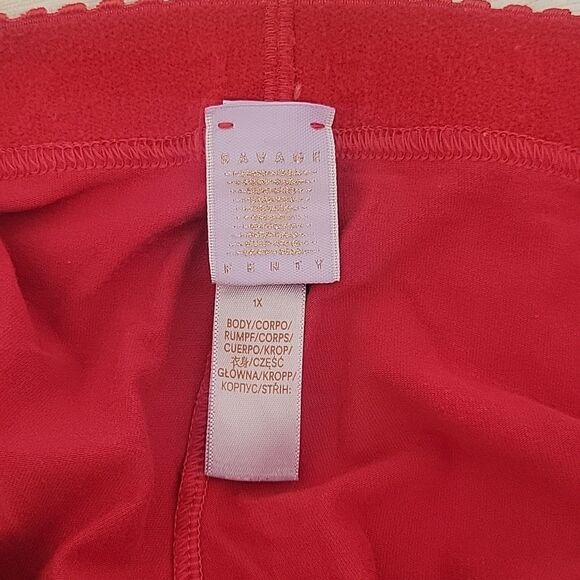 SAVAGE
FENTY
1X
BODY/CORPO/
RUMPF/CORPS/
CUERPO/KROP/
衣身/CZĘŚĆ
GŁÓWNA/KROPP/
КОРПУС/STŘIH: